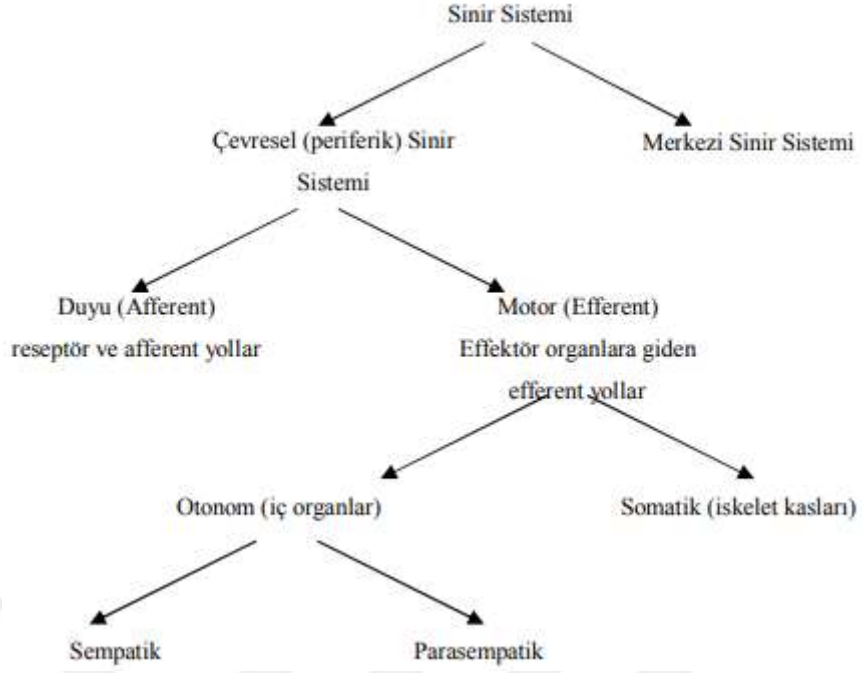 Sinir Sistemi
Çevresel (periferik) Sinir
Sistemi
Merkezi Sinir Sistemi
Duyu (Afferent)
reseptör ve afferent yollar
Motor (Efferent)
Effektör organlara giden
efferent yollar
Otonom (iç organlar)
Somatik (iskelet kasları)
Sempatik
Parasempatik